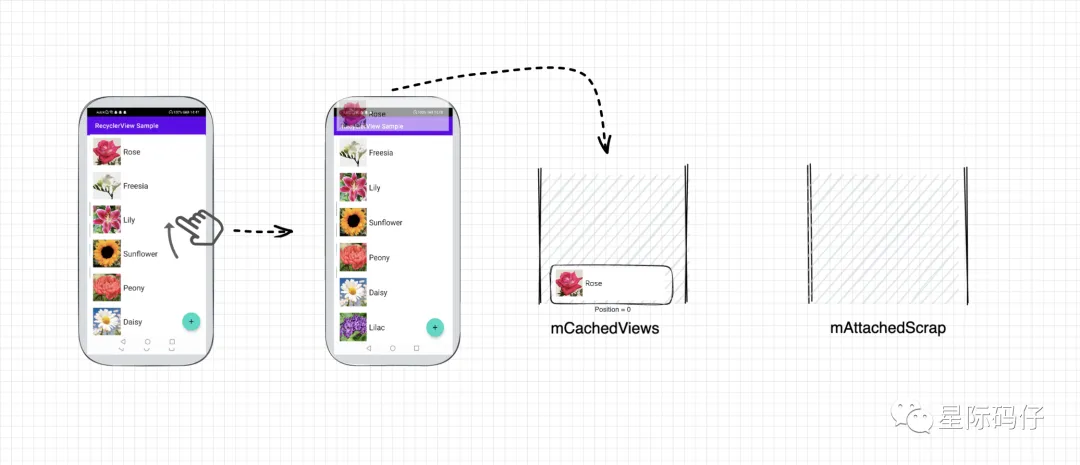 RecyclerView Sample
Rose
Freesia
Lily
Sunflower
Peony
Daisy
+
Rose
RecyclerView Sample
Freesia
Lily
Sunflower
Peony
Daisy
Lilac
+
Rose
Position = 0
mCachedViews
mAttachedScrap
星际码仔